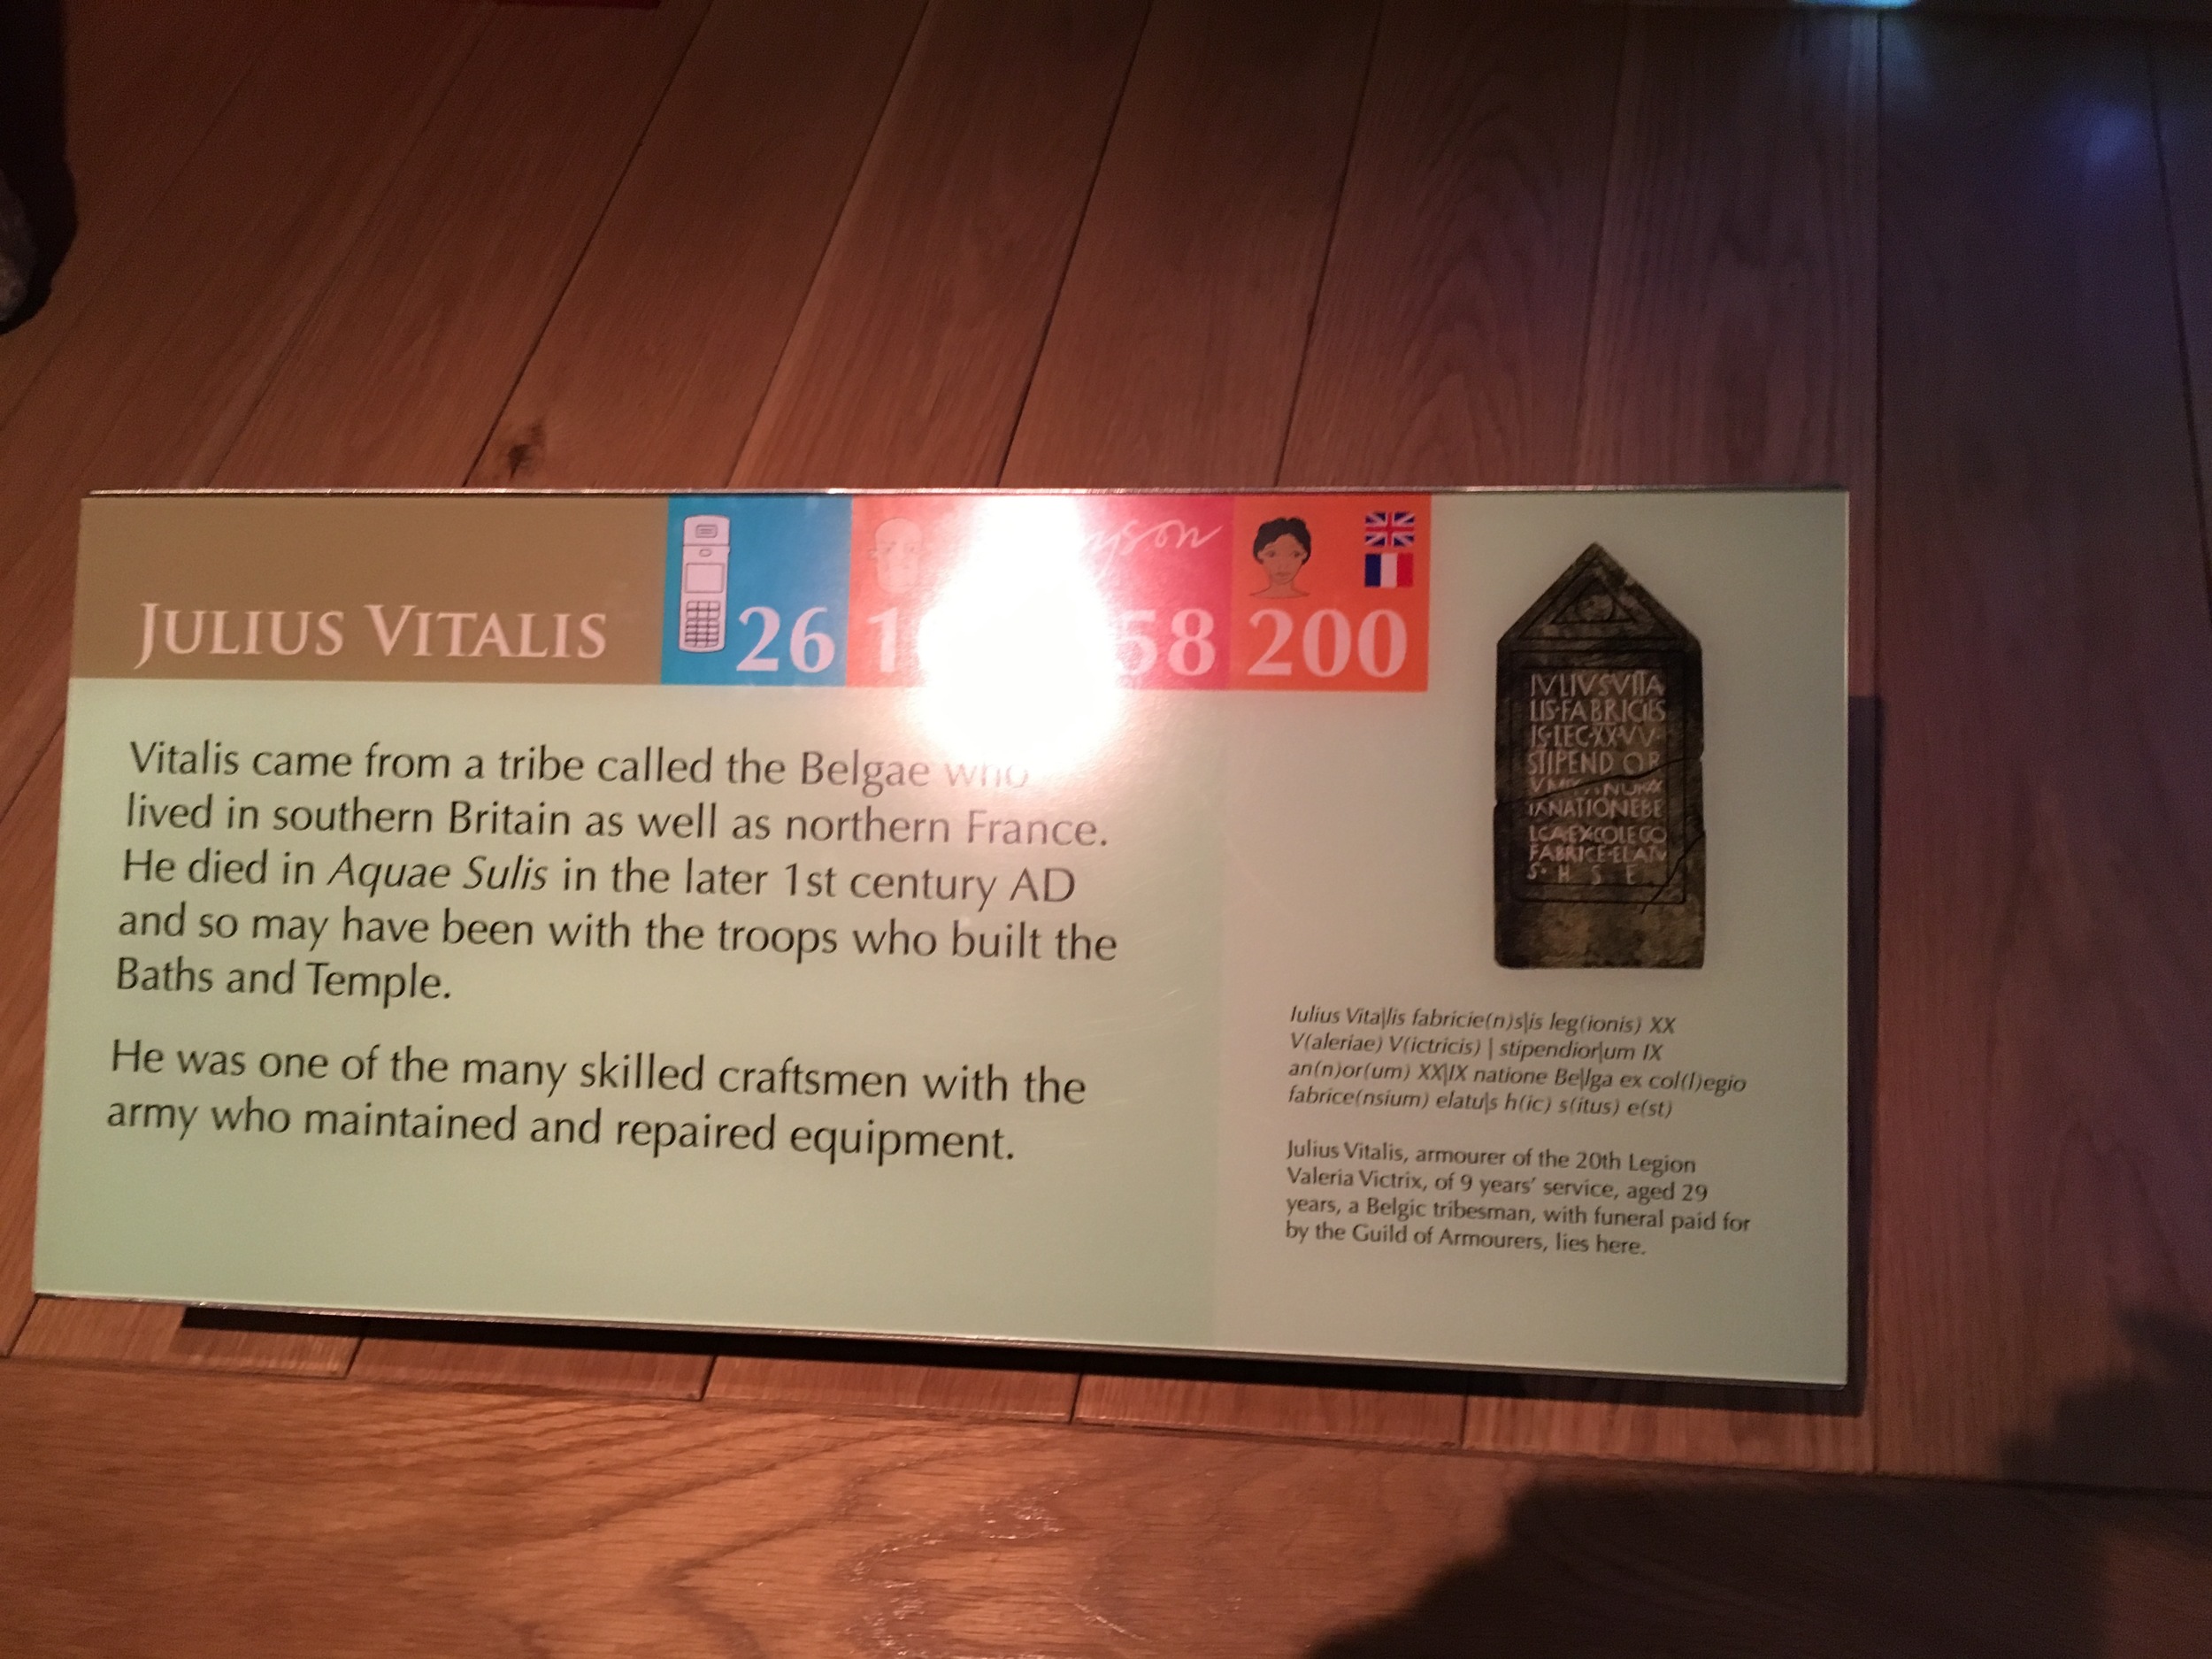 JULIUS VITALIS
26
58
200
Vitalis came from a tribe called the Belgae who
lived in southern Britain as well as northern France.
He died in Aquae Sulis in the later 1st century AD
and so may have been with the troops who built the
Baths and Temple.
He was one of the many skilled craftsmen with the
army who maintained and repaired equipment.
IVLIVSVITA
LIS·FABRICIES
IS·LEG·XX·V·V·
STIPEND OR
NATIONEBE
LGA·EX·COLEGO
FABRICE·ELATV
S· H S E
Iulius Vita|lis fabricie(n)s|is leg(ionis) XX
V(aleriae) V(ictricis) | stipendior|um IX
an(n)or(um) XX|IX natione Be|lga ex col(l)egio
fabrice(nsium) elatu|s h(ic) s(itus) e(st)
Julius Vitalis, armourer of the 20th Legion
Valeria Victrix, of 9 years' service, aged 29
years, a Belgic tribesman, with funeral paid for
by the Guild of Armourers, lies here.